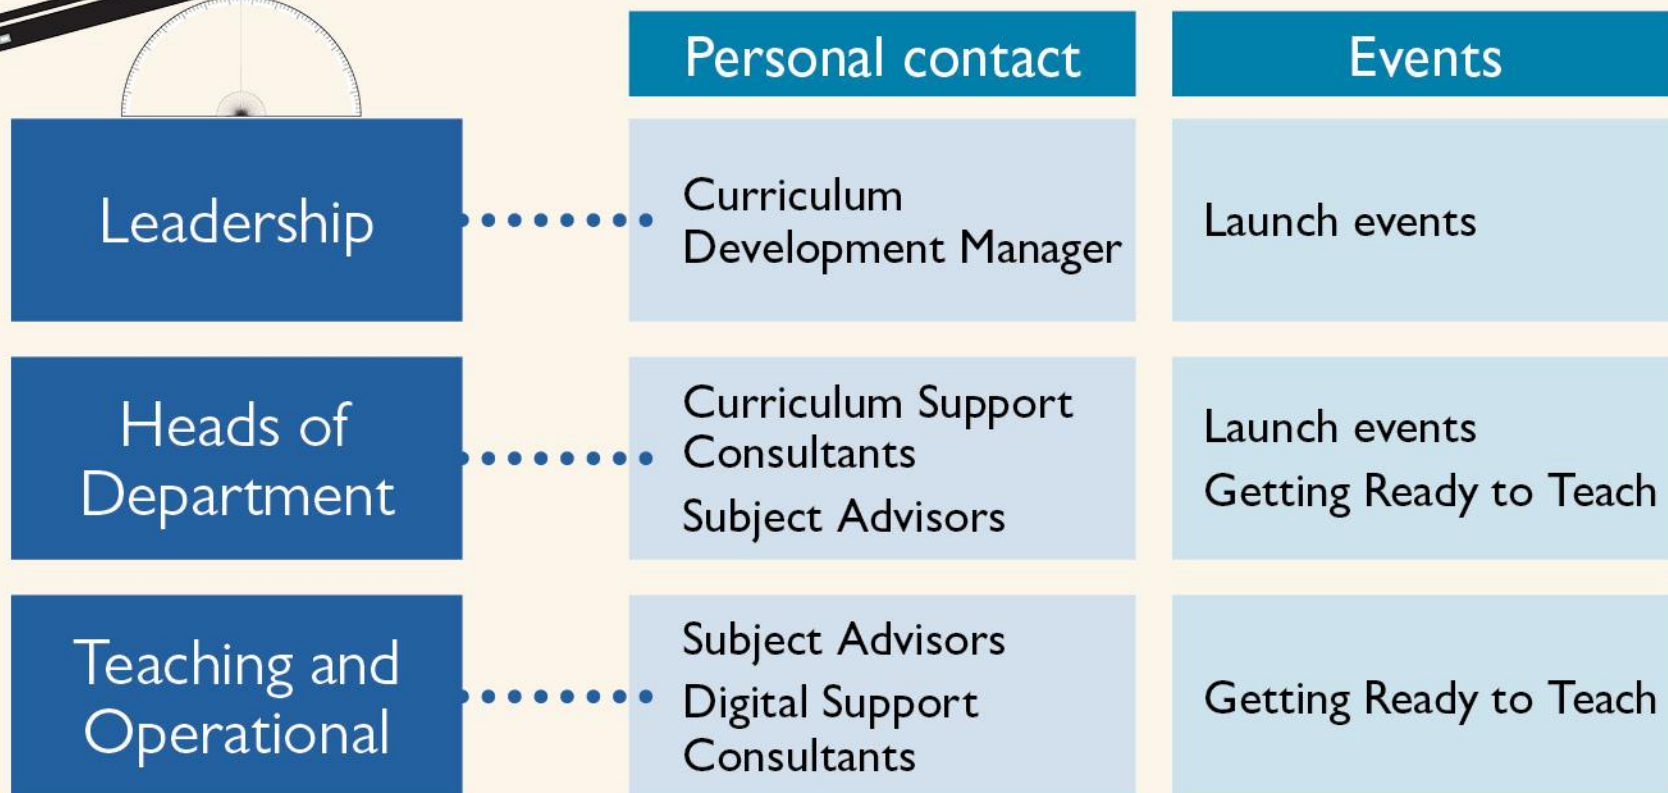 Personal contact
Events
Leadership
Curriculum
Development Manager
Launch events
Heads of
Department
Curriculum Support
Consultants
Subject Advisors
Launch events
Getting Ready to Teach
Teaching and
Operational
Subject Advisors
Digital Support
Consultants
Getting Ready to Teach